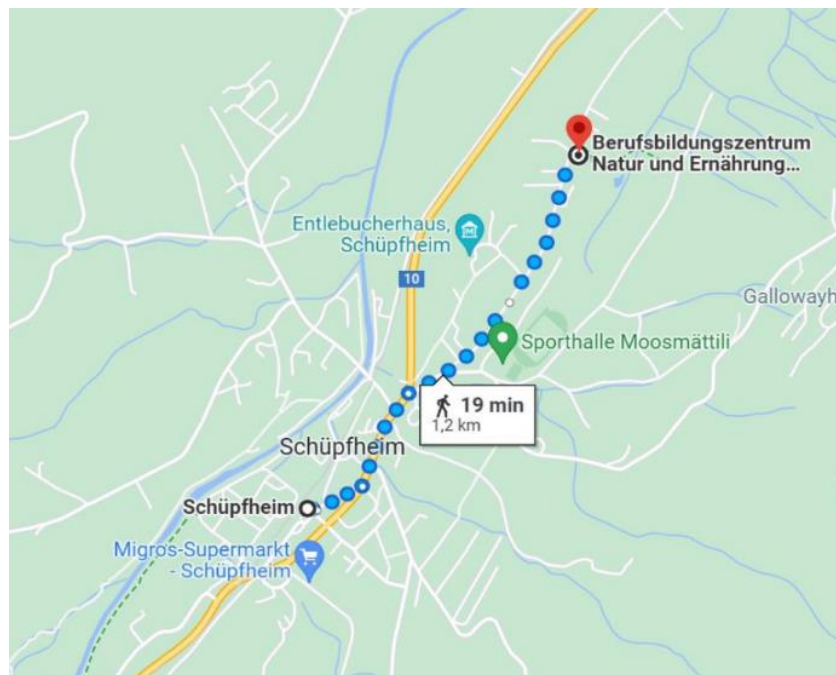 Berufsbildungszentrum
Natur und Ernährung...
Entlebucherhaus,
Schüpfheim
10
Gallowayh
Sporthalle Moosmättili
19 min
1,2 km
Schüpfheim
Schüpfheim
Migros-Supermarkt
- Schüpfheim